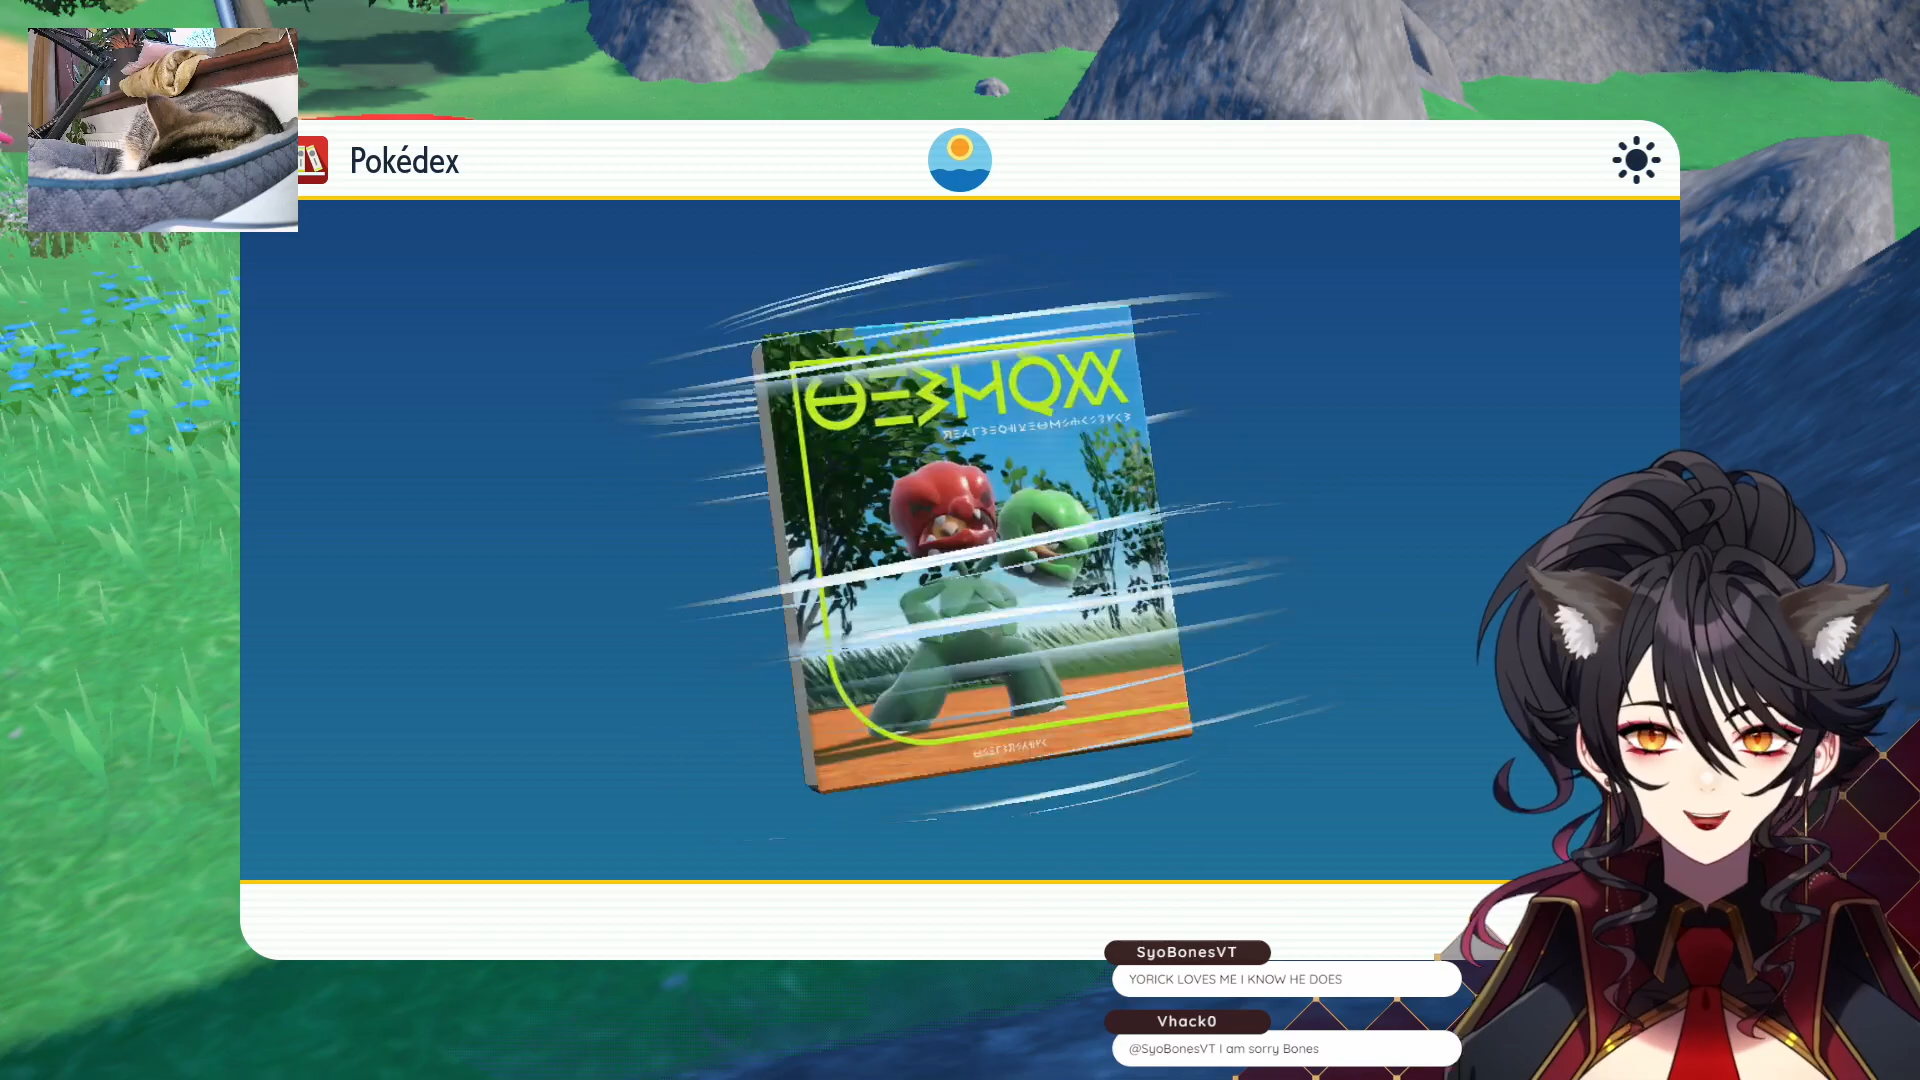 Pokédex
SyoBonesVT
YORICK LOVES ME I KNOW HE DOES
Vhack0
@SyoBonesVT I am sorry Bones